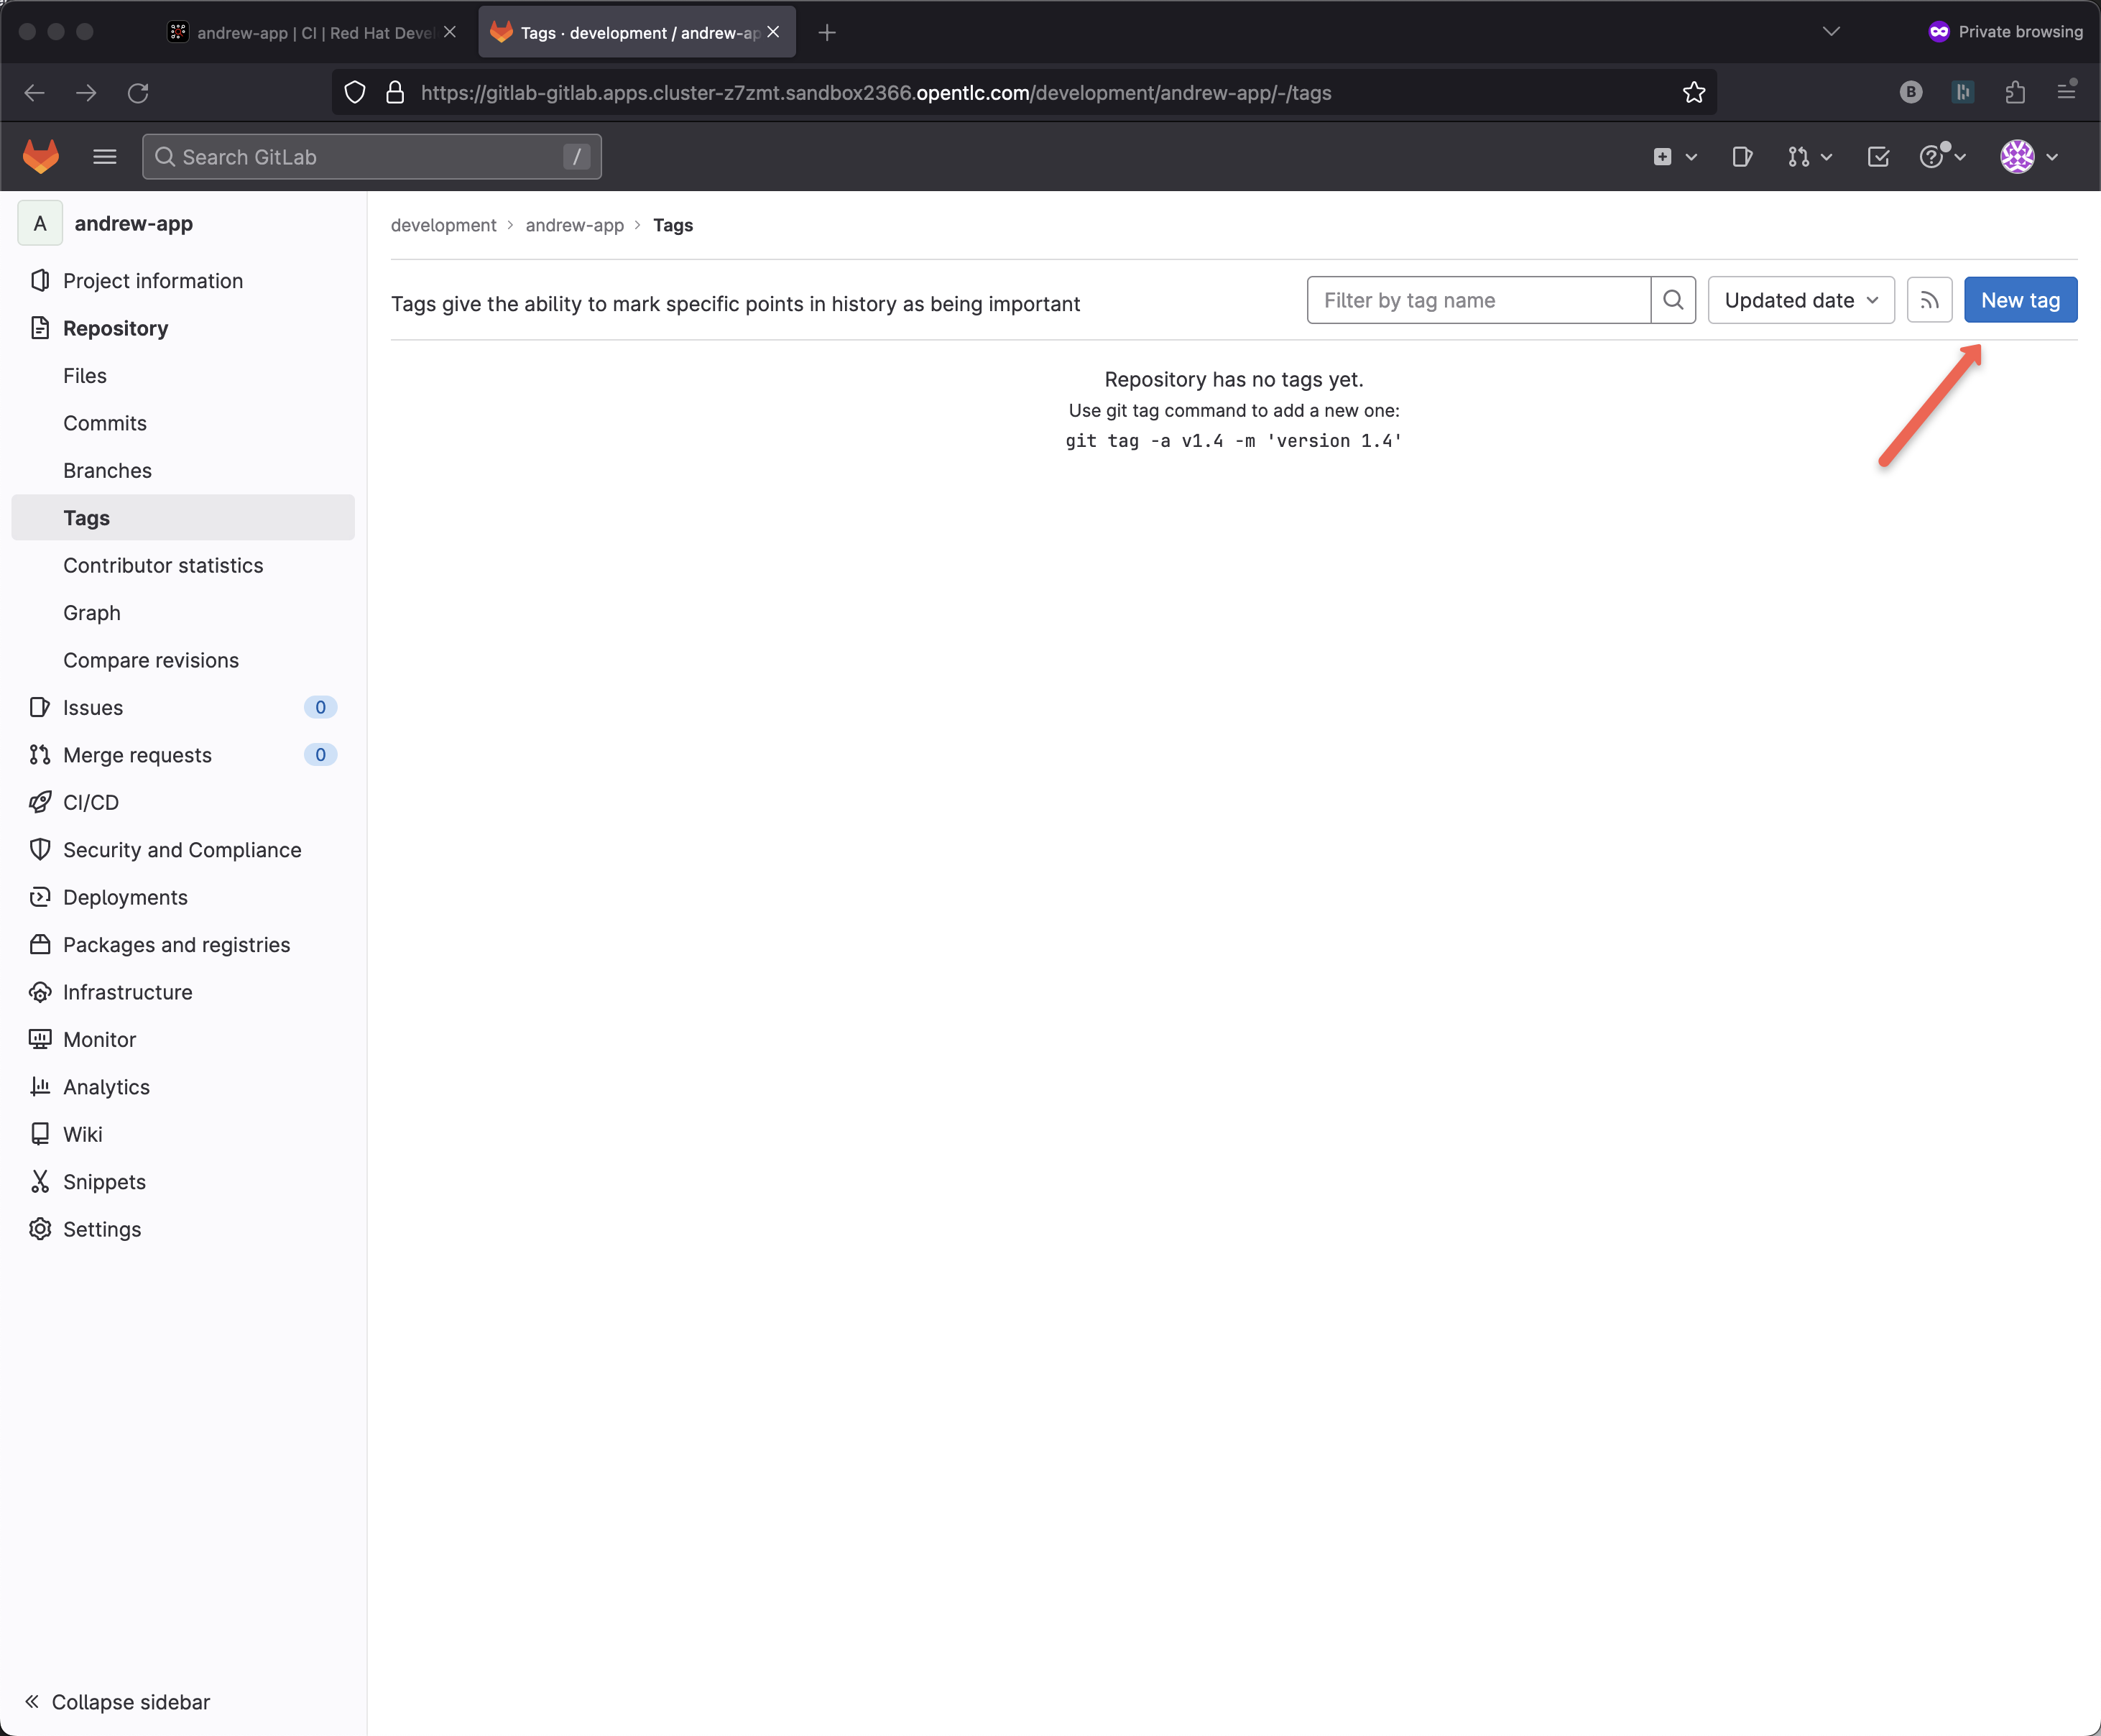 andrew-app | CI | Red Hat Devel
Tags · development / andrew-ap
Private browsing
https://gitlab-gitlab.apps.cluster-z7zmt.sandbox2366.opentlc.com/development/andrew-app/-/tags
B
Search GitLab
/
A
andrew-app
Project information
Repository
Files
Commits
Branches
Tags
Contributor statistics
Graph
Compare revisions
Issues 0
Merge requests 0
CI/CD
Security and Compliance
Deployments
Packages and registries
Infrastructure
Monitor
Analytics
Wiki
Snippets
Settings
Collapse sidebar
development > andrew-app > Tags
Tags give the ability to mark specific points in history as being important
Filter by tag name
Updated date
New tag
Repository has no tags yet.
Use git tag command to add a new one:
git tag -a v1.4 -m 'version 1.4'